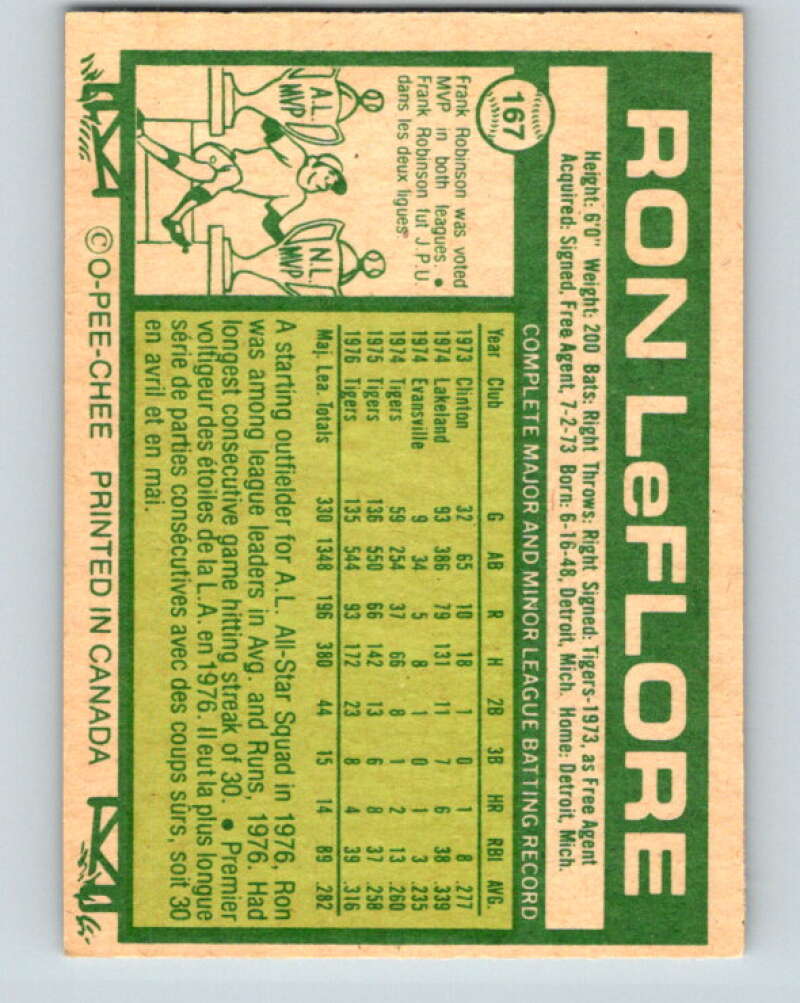 RON LeFLORE
Height: 6'0" Weight: 200 Bats: Right Throws: Right Signed: Tigers-1973, as Free Agent
Acquired: Signed, Free Agent, 7-2-73 Born: 6-16-48, Detroit, Mich. Home: Detroit, Mich.
167
COMPLETE MAJOR AND MINOR LEAGUE BATTING RECORD
Frank Robinson was voted
MVP in both leagues. •
Frank Robinson fut J.P.U.
dans les deux ligues
A.L. MVP
N.L. MVP
Year Club G AB R H 2B 3B HR RBI AVG.
1973 Clinton 32 65 10 18 1 0 1 8 .277
1974 Lakeland 93 386 79 131 11 7 6 38 .339
1974 Evansville 9 34 5 8 1 0 1 3 .235
1974 Tigers 59 254 37 66 8 1 2 13 .260
1975 Tigers 136 550 66 142 13 6 8 37 .258
1976 Tigers 135 544 93 172 23 8 4 39 .316
Maj. Lea. Totals 330 1348 196 380 44 15 14 89 .282
A starting outfielder for A.L. All-Star Squad in 1976, Ron
was among league leaders in Avg. and Runs, 1976. Had
longest consecutive game hitting streak of 30. • Premier
voltigeur des étoiles de la L.A. en 1976. Il eut la plus longue
série de parties consécutives avec des coups sûrs, soit 30
en avril et en mai.
© O-PEE-CHEE PRINTED IN CANADA